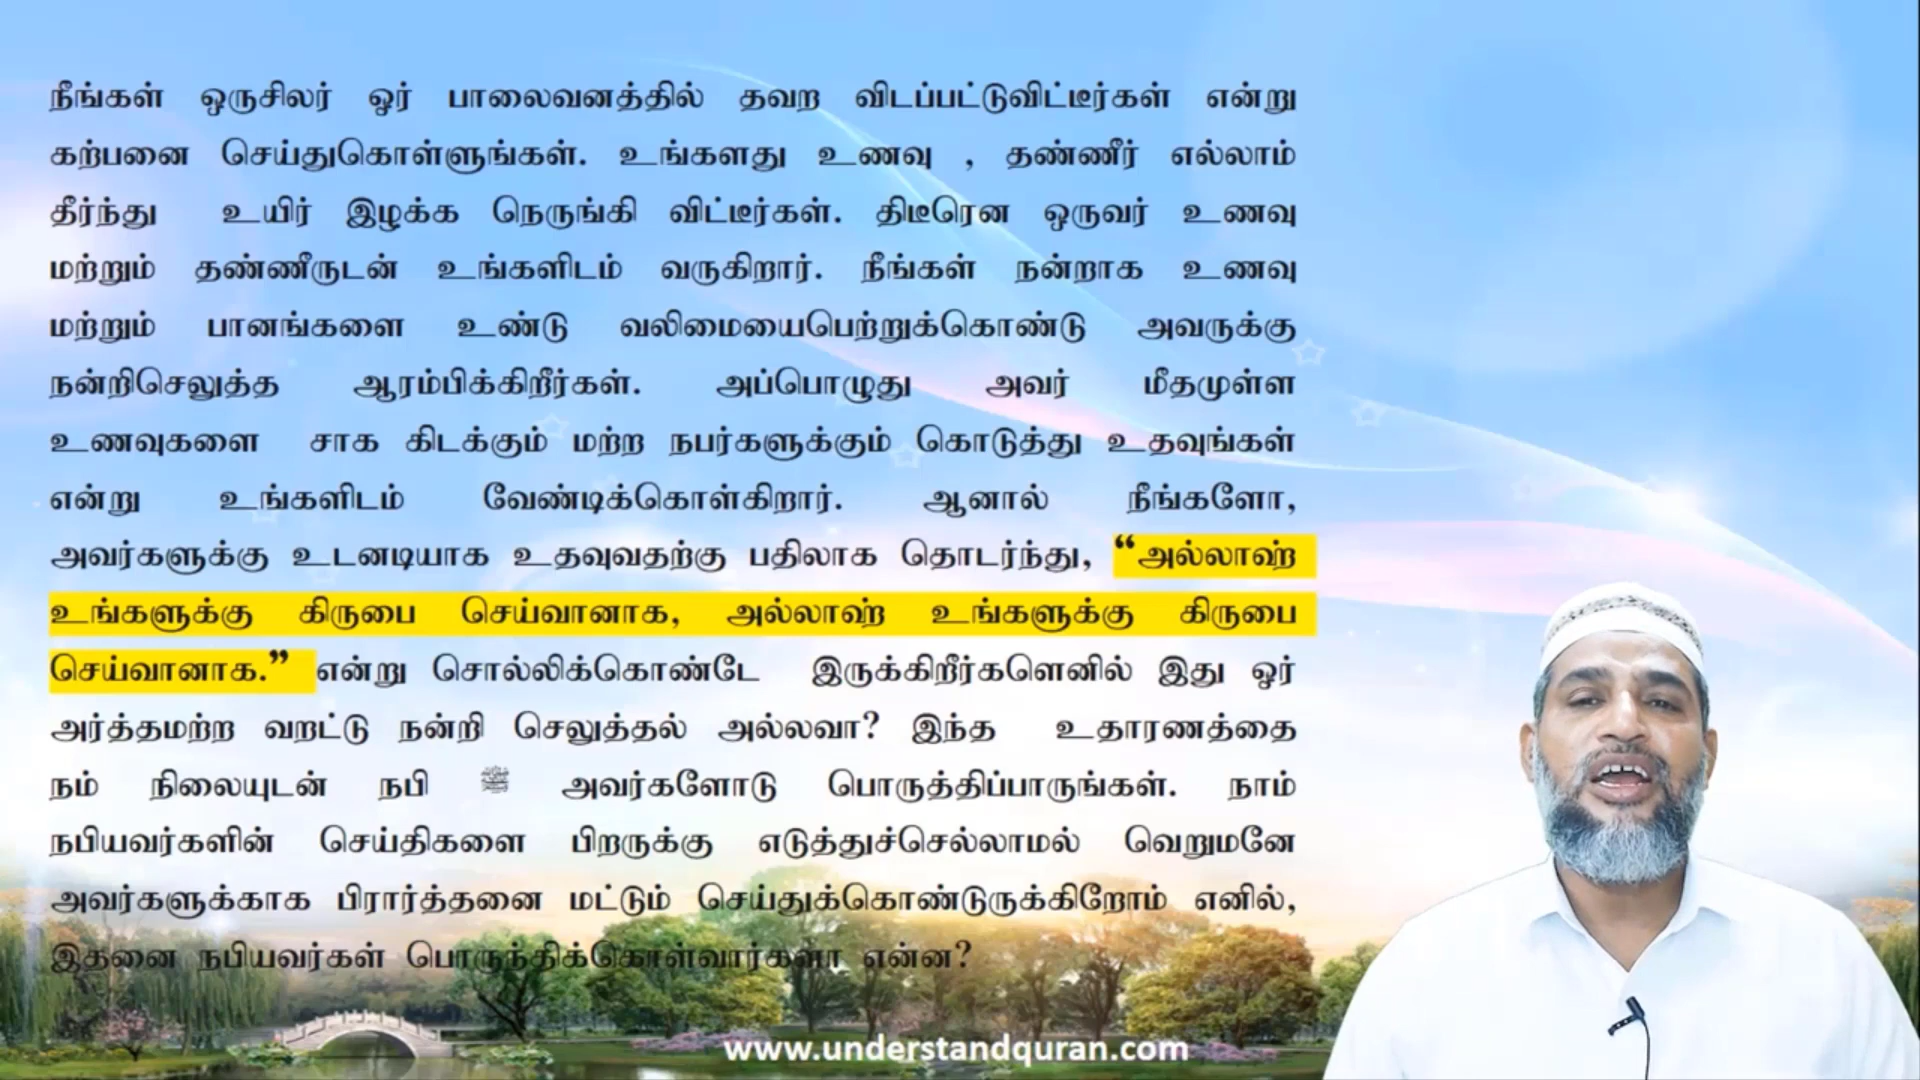 நீங்கள் ஒருசிலர் ஓர் பாலைவனத்தில் தவற விடப்பட்டுவிட்டீர்கள் என்று
கற்பனை செய்துகொள்ளுங்கள். உங்களது உணவு , தண்ணீர் எல்லாம்
தீர்ந்து உயிர் இழக்க நெருங்கி விட்டீர்கள். திடீரென ஒருவர் உணவு
மற்றும் தண்ணீருடன் உங்களிடம் வருகிறார். நீங்கள் நன்றாக உணவு
மற்றும் பானங்களை உண்டு வலிமையைபெற்றுக்கொண்டு அவருக்கு
நன்றிசெலுத்த ஆரம்பிக்கிறீர்கள். அப்பொழுது அவர் மீதமுள்ள
உணவுகளை சாக கிடக்கும் மற்ற நபர்களுக்கும் கொடுத்து உதவுங்கள்
என்று உங்களிடம் வேண்டிக்கொள்கிறார். ஆனால் நீங்களோ,
அவர்களுக்கு உடனடியாக உதவுவதற்கு பதிலாக தொடர்ந்து, “அல்லாஹ்
உங்களுக்கு கிருபை செய்வானாக, அல்லாஹ் உங்களுக்கு கிருபை
செய்வானாக.” என்று சொல்லிக்கொண்டே இருக்கிறீர்களெனில் இது ஓர்
அர்த்தமற்ற வறட்டு நன்றி செலுத்தல் அல்லவா? இந்த உதாரணத்தை
நம் நிலையுடன் நபி ﷺ அவர்களோடு பொருத்திப்பாருங்கள். நாம்
நபியவர்களின் செய்திகளை பிறருக்கு எடுத்துச்செல்லாமல் வெறுமனே
அவர்களுக்காக பிரார்த்தனை மட்டும் செய்துக்கொண்டுருக்கிறோம் எனில்,
இதனை நபியவர்கள் பொருந்திக்கொள்வார்களா என்ன?
www.understandquran.com